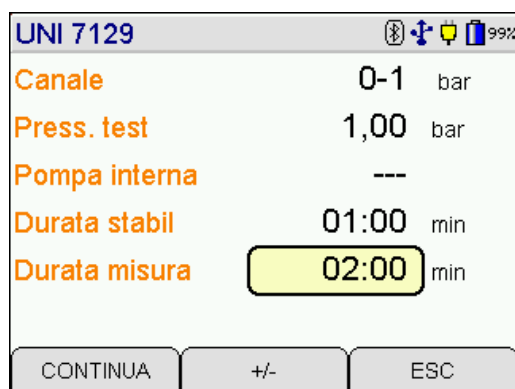 UNI 7129 99%
Canale 0-1 bar
Press. test 1,00 bar
Pompa interna ---
Durata stabil 01:00 min
Durata misura 02:00 min
CONTINUA +/- ESC